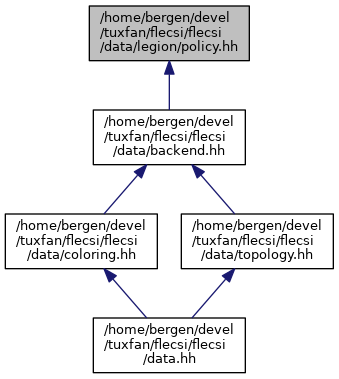 /home/bergen/devel
/tuxfan/flecsi/flecsi
/data/legion/policy.hh
/home/bergen/devel
/tuxfan/flecsi/flecsi
/data/backend.hh
/home/bergen/devel
/tuxfan/flecsi/flecsi
/data/coloring.hh
/home/bergen/devel
/tuxfan/flecsi/flecsi
/data/topology.hh
/home/bergen/devel
/tuxfan/flecsi/flecsi
/data.hh